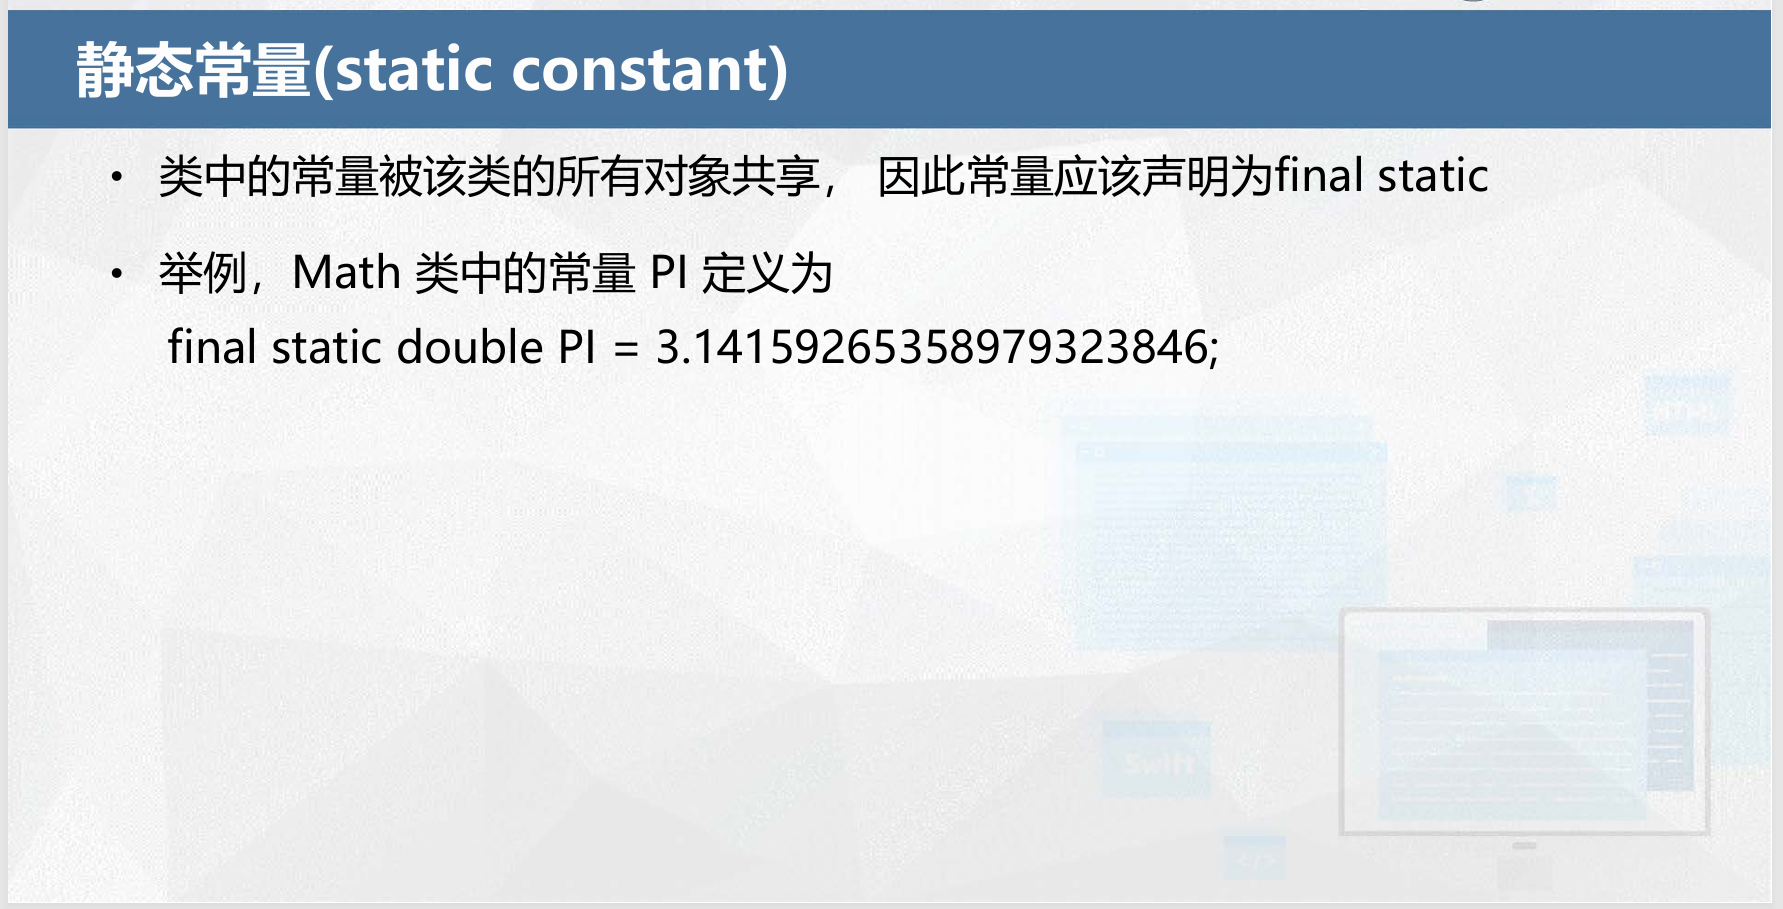 静态常量(static constant)
• 类中的常量被该类的所有对象共享， 因此常量应该声明为final static
• 举例，Math 类中的常量 PI 定义为
final static double PI = 3.14159265358979323846;
Swift
</>